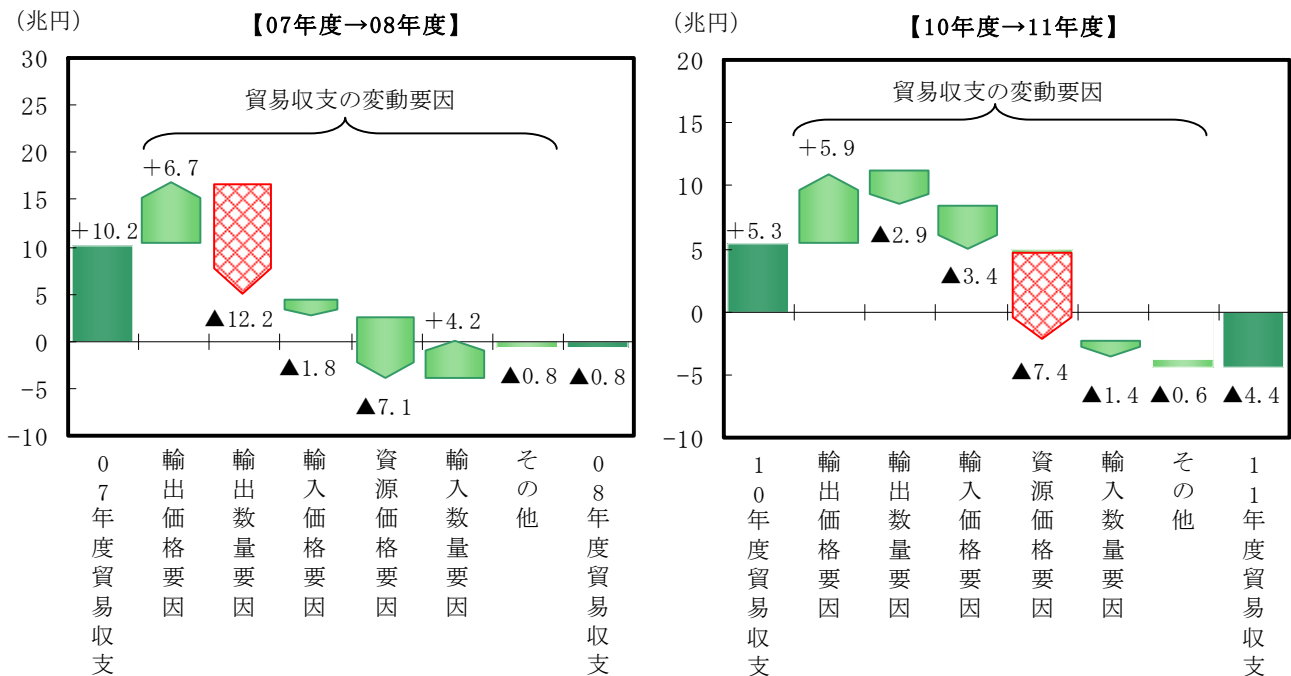 (兆円)
【07年度→08年度】
30
25
20
15
10
5
0
-5
-10
貿易収支の変動要因
+10.2
+6.7
▲12.2
▲1.8
▲7.1
+4.2
▲0.8
▲0.8
07年度貿易収支
輸出価格要因
輸出数量要因
輸入価格要因
資源価格要因
輸入数量要因
その他
08年度貿易収支
(兆円)
【10年度→11年度】
20
15
10
5
0
-5
-10
貿易収支の変動要因
+5.3
+5.9
▲2.9
▲3.4
▲7.4
▲1.4
▲0.6
▲4.4
10年度貿易収支
輸出価格要因
輸出数量要因
輸入価格要因
資源価格要因
輸入数量要因
その他
11年度貿易収支